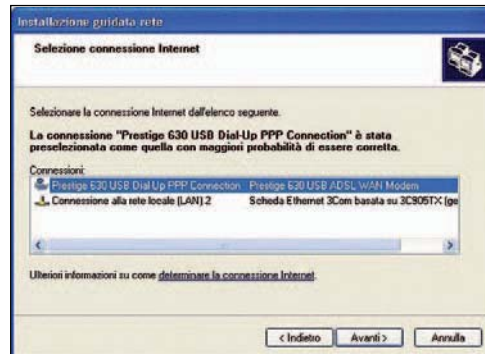 Installazione guidata rete
Selezione connessione Internet
Selezionare la connessione Internet dall'elenco seguente.
La connessione "Prestige 630 USB Dial-Up PPP Connection" è stata
preselezionata come quella con maggiori probabilità di essere corretta.
Connessioni:
Prestige 630 USB Dial Up PPP Connection Prestige 630 USB ADSL WAN Modem
Connessione alla rete locale (LAN) 2 Scheda Ethernet 3Com basata su 3C905TX (ge
Ulteriori informazioni su come determinare la connessione Internet.
< Indietro Avanti > Annulla